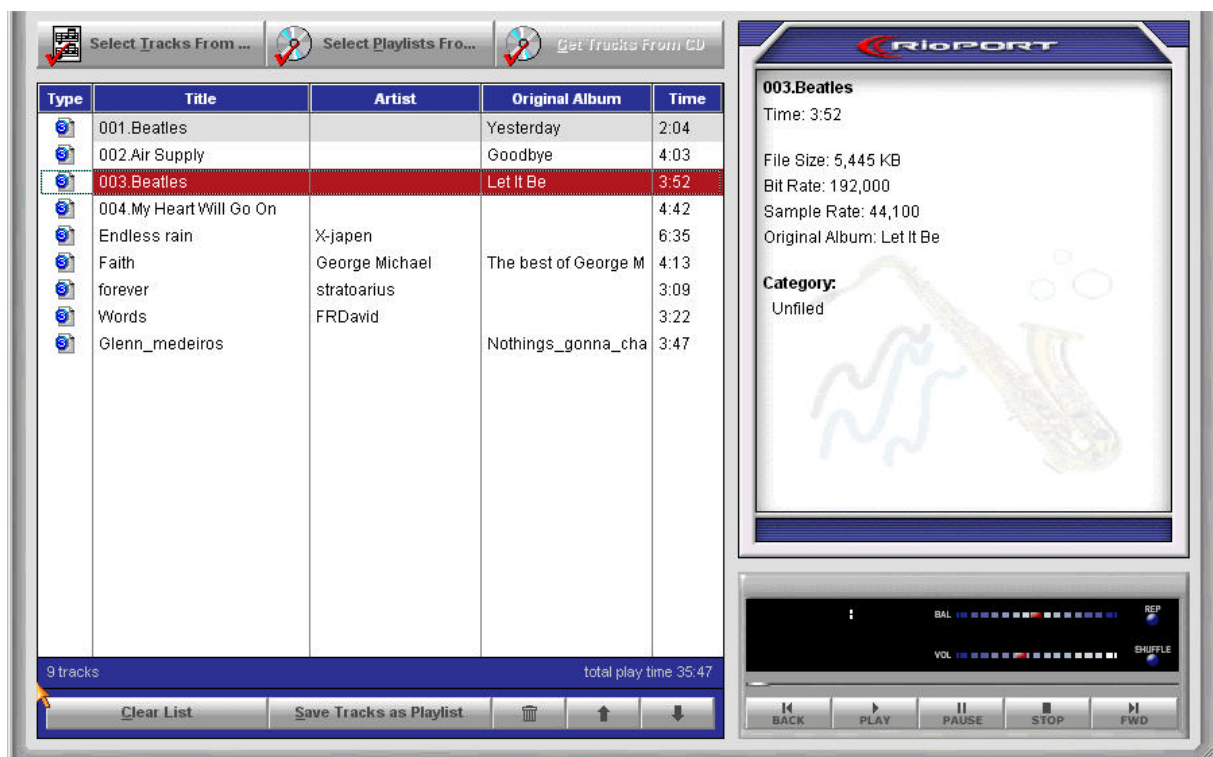 Select Tracks From ... Select Playlists Fro... Get Tracks From CD
Type Title Artist Original Album Time
001.Beatles Yesterday 2:04
002.Air Supply Goodbye 4:03
003.Beatles Let It Be 3:52
004.My Heart Will Go On 4:42
Endless rain X-japen 6:35
Faith George Michael The best of George M 4:13
forever stratoarius 3:09
Words FRDavid 3:22
Glenn_medeiros Nothings_gonna_cha 3:47
9 tracks total play time 35:47
Clear List Save Tracks as Playlist
RIOPORT
003.Beatles
Time: 3:52
File Size: 5,445 KB
Bit Rate: 192,000
Sample Rate: 44,100
Original Album: Let It Be
Category:
Unfiled
BAL REP
VOL SHUFFLE
BACK PLAY PAUSE STOP FWD